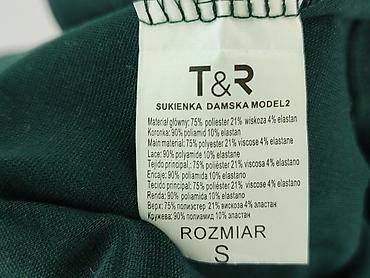 T&R
SUKIENKA DAMSKA MODEL2
Materiał główny: 75% poliester 21% wiskoza 4% elastan
Koronka: 90% poliamid 10% elastan
Main material: 75% polyester 21% viscose 4% elastane
Lace: 90% polyamide 10% elastane
Tejido principal,: 75% poliéster 21% viscosa 4% elastano
Encaje: 90% poliamida 10% elastano
Tecido principal: 75% poliéster 21% viscose 4% elastano
Renda: 90% poliamida 10% elastano
Верх: 75% полиэстер 21% вискоза 4% эластан
Кружева: 90% полиамид 10% эластан
ROZMIAR
S